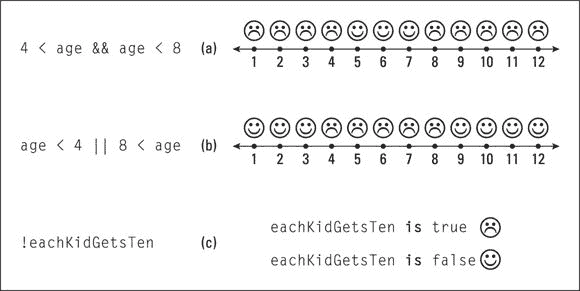 4 < age && age < 8 (a)
1 2 3 4 5 6 7 8 9 10 11 12
age < 4 || 8 < age (b)
1 2 3 4 5 6 7 8 9 10 11 12
eachKidGetsTen is true
!eachKidGetsTen (c)
eachKidGetsTen is false